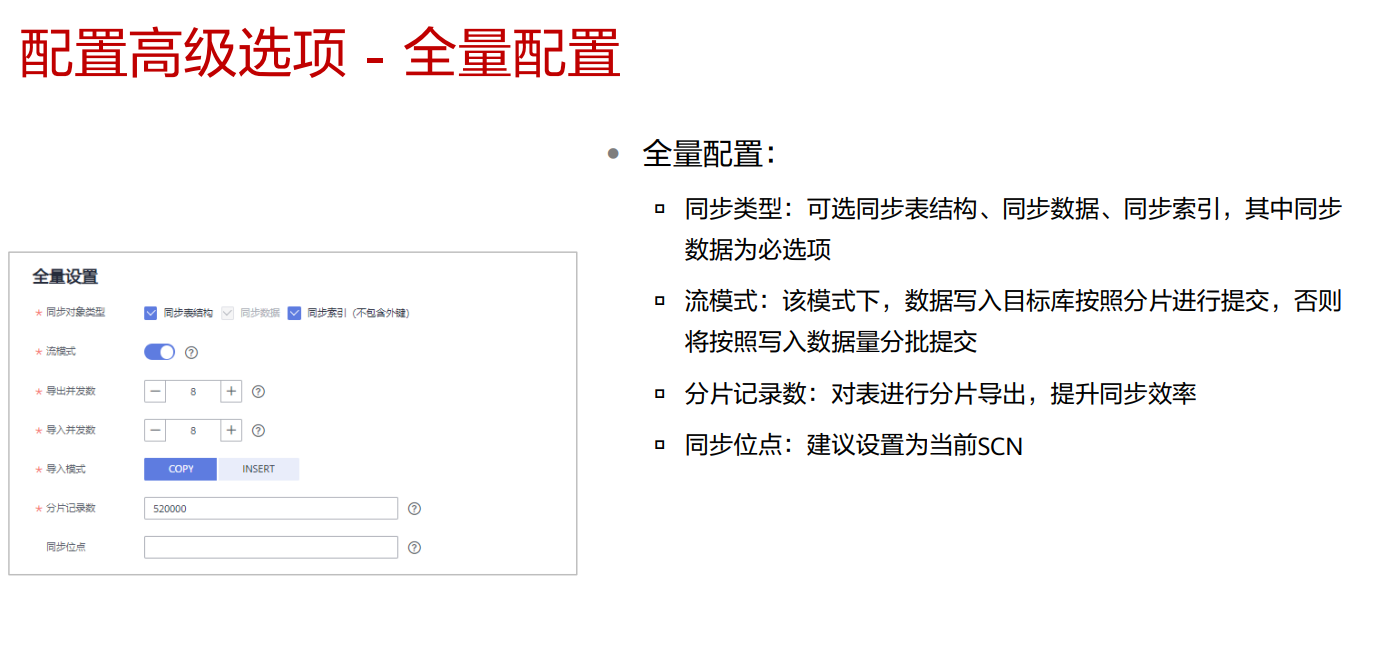 配置高级选项 - 全量配置
全量配置：
同步类型：可选同步表结构、同步数据、同步索引，其中同步
数据为必选项
流模式：该模式下，数据写入目标库按照分片进行提交，否则
将按照写入数据量分批提交
分片记录数：对表进行分片导出，提升同步效率
同步位点：建议设置为当前SCN
全量设置
* 同步对象类型 同步表结构 同步数据 同步索引（不包含外键）
* 流模式 ?
* 导出并发数 − 8 + ?
* 导入并发数 − 8 + ?
* 导入模式 COPY INSERT
* 分片记录数 520000 ?
同步位点 ?